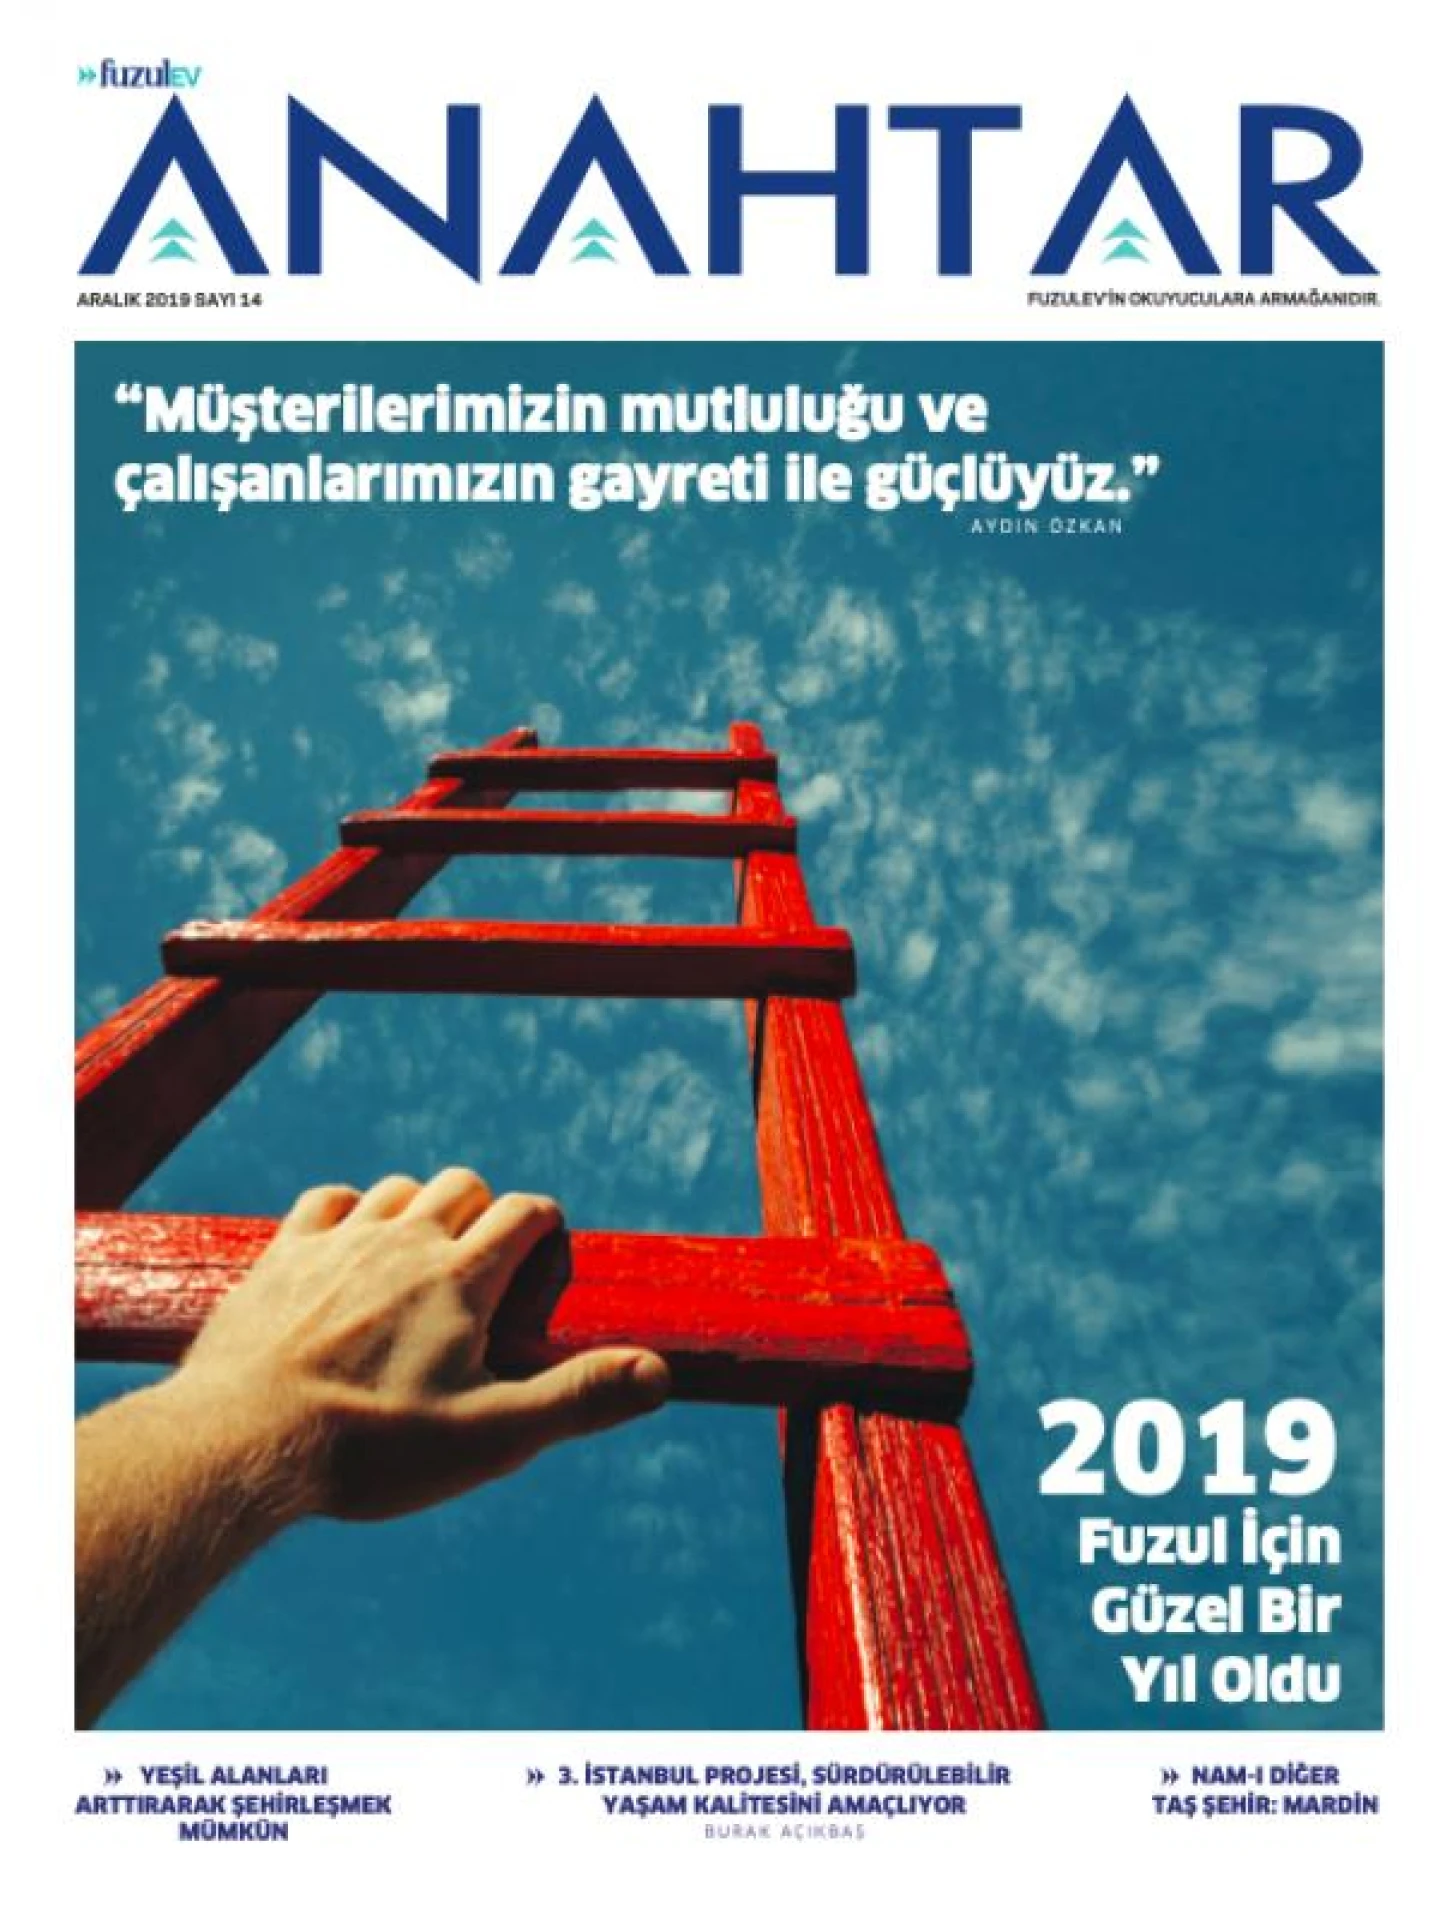 »fuzulEV
ANAHTAR
ARALIK 2019 SAYI 14
FUZULEV'İN OKUYUCULARA ARMAĞANIDIR.
“Müşterilerimizin mutluluğu ve
çalışanlarımızın gayreti ile güçlüyüz.”
AYDIN ÖZKAN
2019
Fuzul İçin
Güzel Bir
Yıl Oldu
» YEŞİL ALANLARI
ARTTIRARAK ŞEHİRLEŞMEK
MÜMKÜN
» 3. İSTANBUL PROJESİ, SÜRDÜRÜLEBİLİR
YAŞAM KALİTESİNİ AMAÇLIYOR
BURAK AÇIKBAŞ
» NAM-I DİĞER
TAŞ ŞEHİR: MARDİN